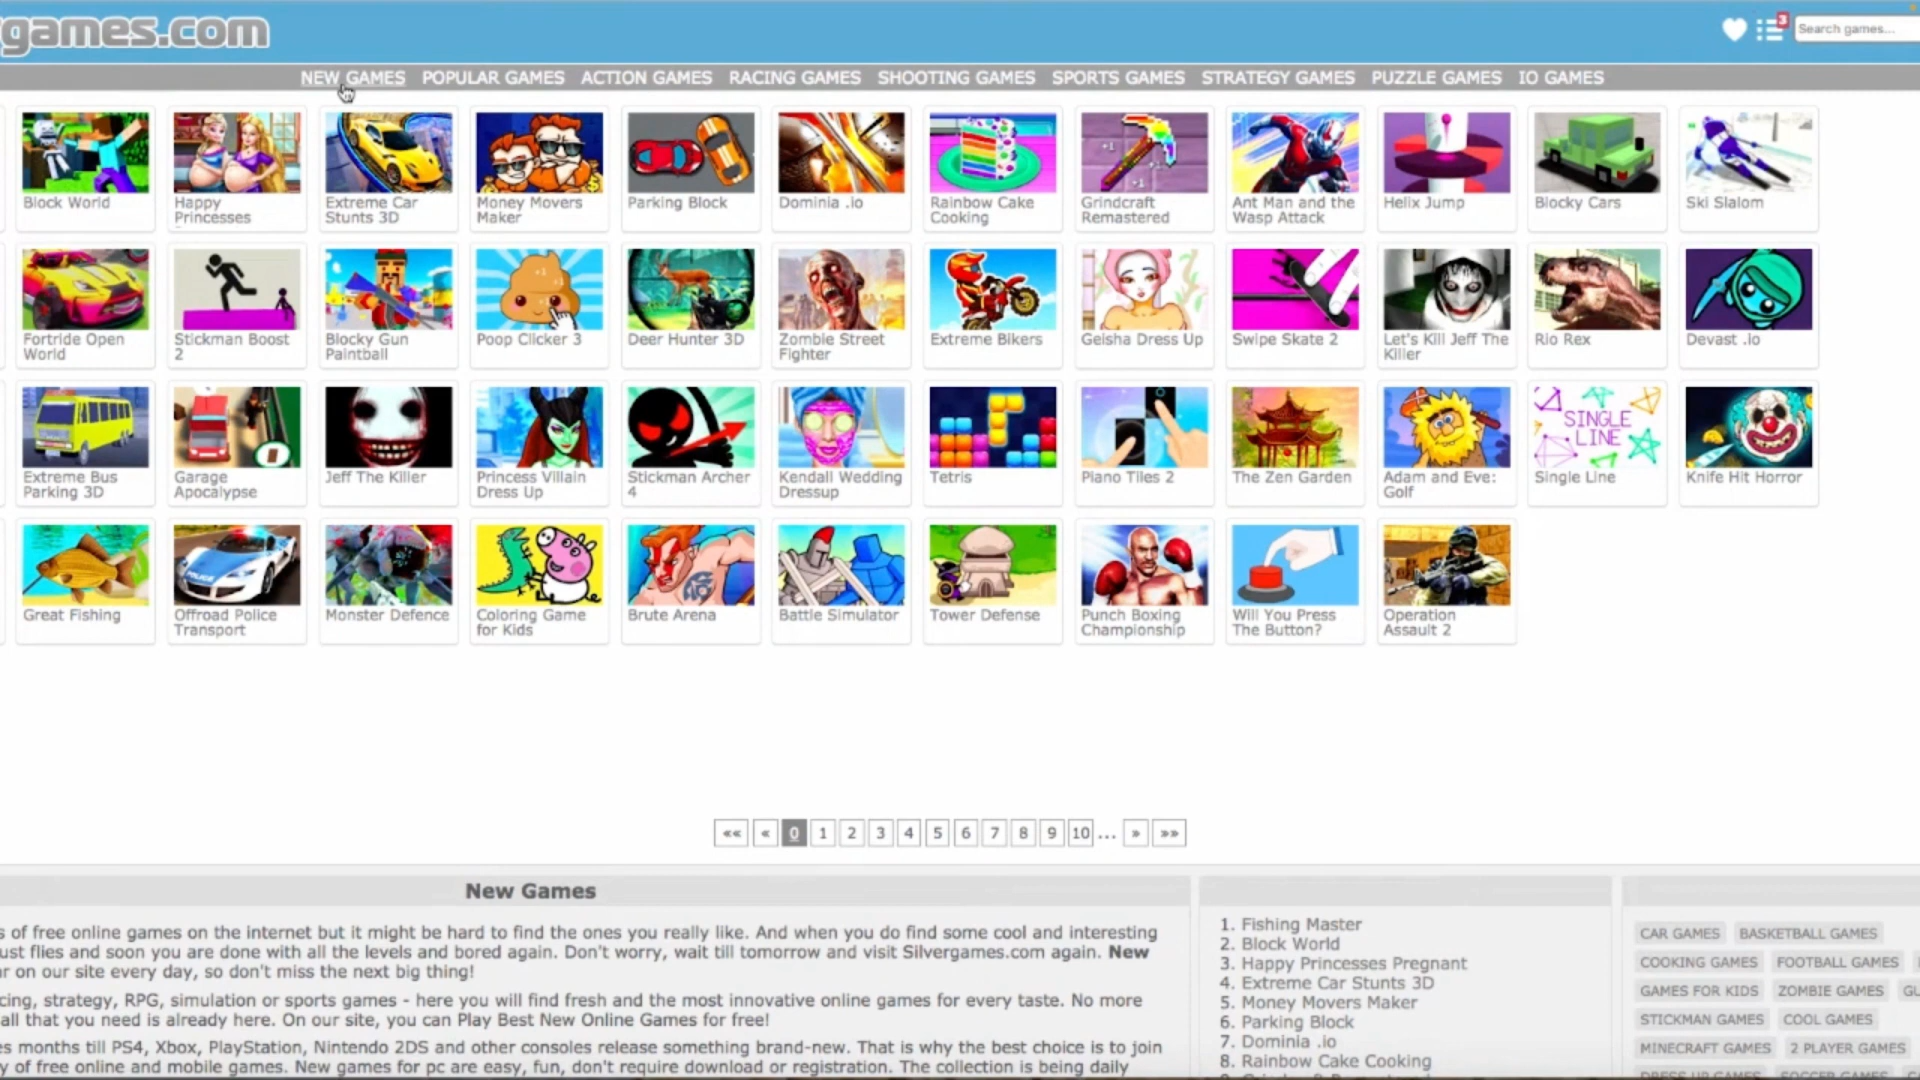 games.com
3
Search games...
NEW GAMES POPULAR GAMES ACTION GAMES RACING GAMES SHOOTING GAMES SPORTS GAMES STRATEGY GAMES PUZZLE GAMES IO GAMES
Block World
Happy
Princesses
Extreme Car
Stunts 3D
Money Movers
Maker
Parking Block
Dominia .io
Rainbow Cake
Cooking
+1
+1
Grindcraft
Remastered
Ant Man and the
Wasp Attack
Helix Jump
Blocky Cars
Ski Slalom
Fortride Open
World
Stickman Boost
2
Blocky Gun
Paintball
+1
Poop Clicker 3
Deer Hunter 3D
Zombie Street
Fighter
Extreme Bikers
Geisha Dress Up
Swipe Skate 2
Let's Kill Jeff The
Killer
Rio Rex
Devast .io
Extreme Bus
Parking 3D
Garage
Apocalypse
Jeff The Killer
Princess Villain
Dress Up
Stickman Archer
4
Kendall Wedding
Dressup
Tetris
Piano Tiles 2
The Zen Garden
Adam and Eve:
Golf
SINGLE
LINE
Single Line
Knife Hit Horror
Great Fishing
POLICE
Offroad Police
Transport
Monster Defence
Coloring Game
for Kids
Brute Arena
Battle Simulator
Tower Defense
Punch Boxing
Championship
Will You Press
The Button?
Operation
Assault 2
«« « 0 1 2 3 4 5 6 7 8 9 10 ... » »»
New Games
s of free online games on the internet but it might be hard to find the ones you really like. And when you do find some cool and interesting
ust flies and soon you are done with all the levels and bored again. Don't worry, wait till tomorrow and visit Silvergames.com again. New
r on our site every day, so don't miss the next big thing!
cing, strategy, RPG, simulation or sports games - here you will find fresh and the most innovative online games for every taste. No more
all that you need is already here. On our site, you can Play Best New Online Games for free!
es months till PS4, Xbox, PlayStation, Nintendo 2DS and other consoles release something brand-new. That is why the best choice is to join
y of free online and mobile games. New games for pc are easy, fun, don't require download or registration. The collection is being daily
1. Fishing Master
2. Block World
3. Happy Princesses Pregnant
4. Extreme Car Stunts 3D
5. Money Movers Maker
6. Parking Block
7. Dominia .io
8. Rainbow Cake Cooking
CAR GAMES BASKETBALL GAMES
COOKING GAMES FOOTBALL GAMES
GAMES FOR KIDS ZOMBIE GAMES GU
STICKMAN GAMES COOL GAMES
MINECRAFT GAMES 2 PLAYER GAMES
DRESS UP GAMES SOCCER GAMES